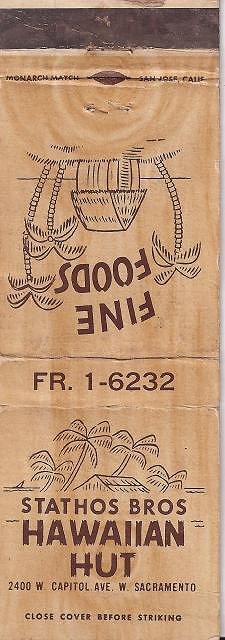 MONARCH MATCH SAN JOSE, CALIF.
FINE
FOODS
FR. 1-6232
STATHOS BROS
HAWAIIAN
HUT
2400 W. CAPITOL AVE. W. SACRAMENTO
CLOSE COVER BEFORE STRIKING